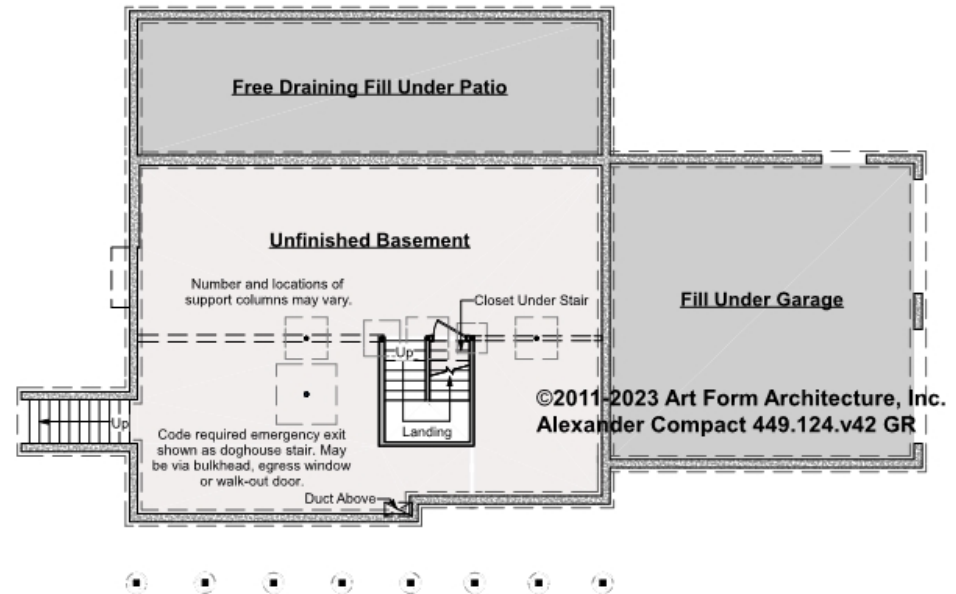 Free Draining Fill Under Patio
Unfinished Basement
Number and locations of
support columns may vary.
Closet Under Stair
Fill Under Garage
Up
©2011-2023 Art Form Architecture, Inc.
Alexander Compact 449.124.v42 GR
Up
Landing
Code required emergency exit
shown as doghouse stair. May
be via bulkhead, egress window
or walk-out door.
Duct Above